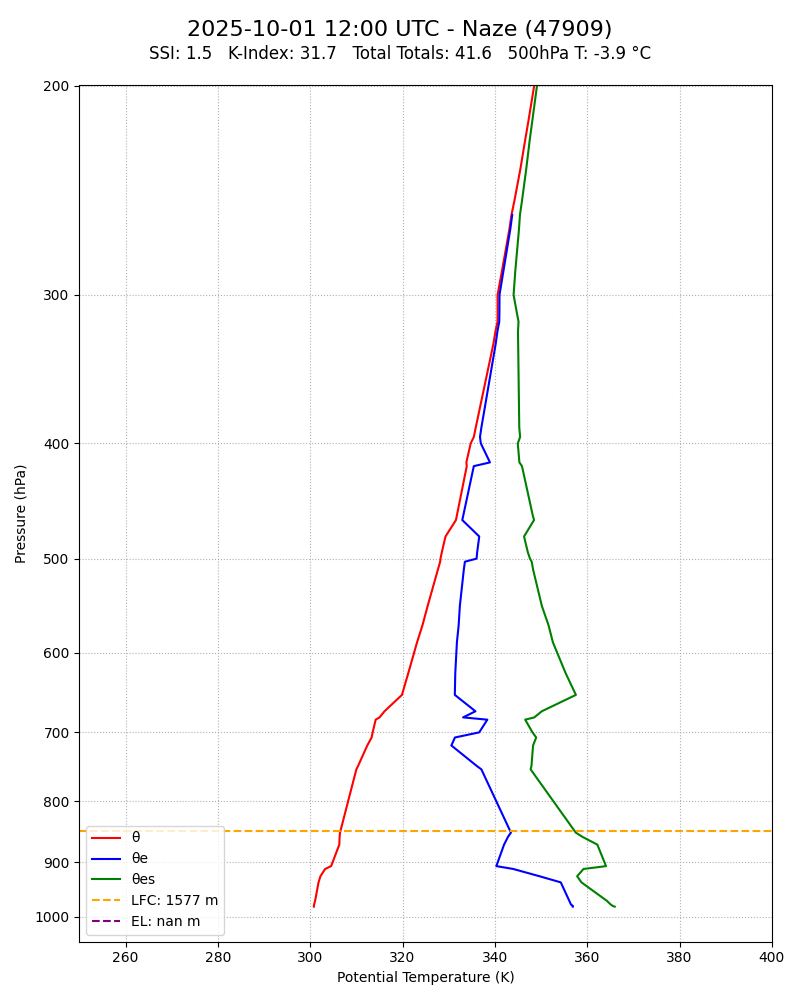 2025-10-01 12:00 UTC - Naze (47909)
SSI: 1.5   K-Index: 31.7   Total Totals: 41.6   500hPa T: -3.9 °C
200
300
400
500
600
700
800
900
1000
Pressure (hPa)
θ
θe
θes
LFC: 1577 m
EL: nan m
260 280 300 320 340 360 380 400
Potential Temperature (K)